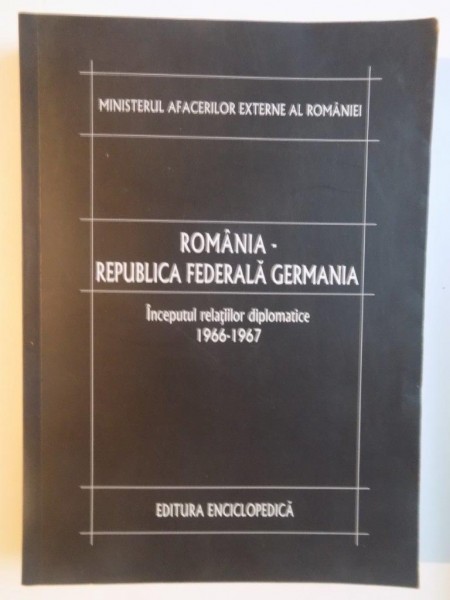 MINISTERUL AFACERILOR EXTERNE AL ROMÂNIEI
ROMÂNIA -
REPUBLICA FEDERALĂ GERMANIA
Începutul relațiilor diplomatice
1966-1967
EDITURA ENCICLOPEDICĂ